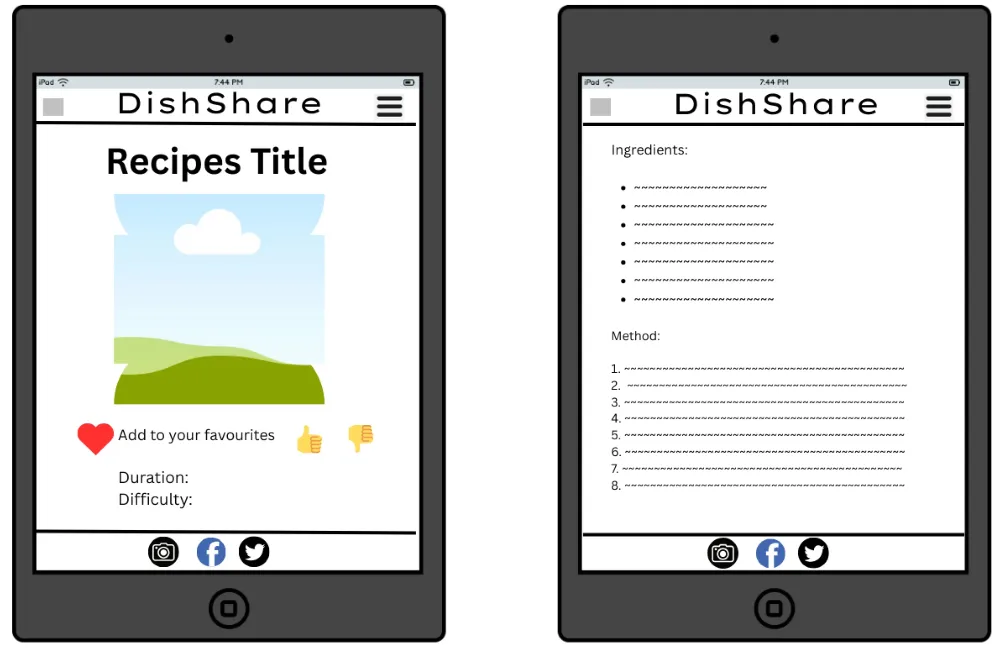 iPad 7:44 PM
DishShare
Recipes Title
Add to your favourites
Duration:
Difficulty:
iPad 7:44 PM
DishShare
Ingredients:
• ~~~~~~~~~~~~~~~~~~~
• ~~~~~~~~~~~~~~~~~~~
• ~~~~~~~~~~~~~~~~~~~~
• ~~~~~~~~~~~~~~~~~~~~
• ~~~~~~~~~~~~~~~~~~~~
• ~~~~~~~~~~~~~~~~~~~~
• ~~~~~~~~~~~~~~~~~~~~
Method:
1. ~~~~~~~~~~~~~~~~~~~~~~~~~~~~~~~~~~~~~~~~
2. ~~~~~~~~~~~~~~~~~~~~~~~~~~~~~~~~~~~~~~~~
3. ~~~~~~~~~~~~~~~~~~~~~~~~~~~~~~~~~~~~~~~~
4. ~~~~~~~~~~~~~~~~~~~~~~~~~~~~~~~~~~~~~~~~
5. ~~~~~~~~~~~~~~~~~~~~~~~~~~~~~~~~~~~~~~~~
6. ~~~~~~~~~~~~~~~~~~~~~~~~~~~~~~~~~~~~~~~~
7. ~~~~~~~~~~~~~~~~~~~~~~~~~~~~~~~~~~~~~~~~
8. ~~~~~~~~~~~~~~~~~~~~~~~~~~~~~~~~~~~~~~~~